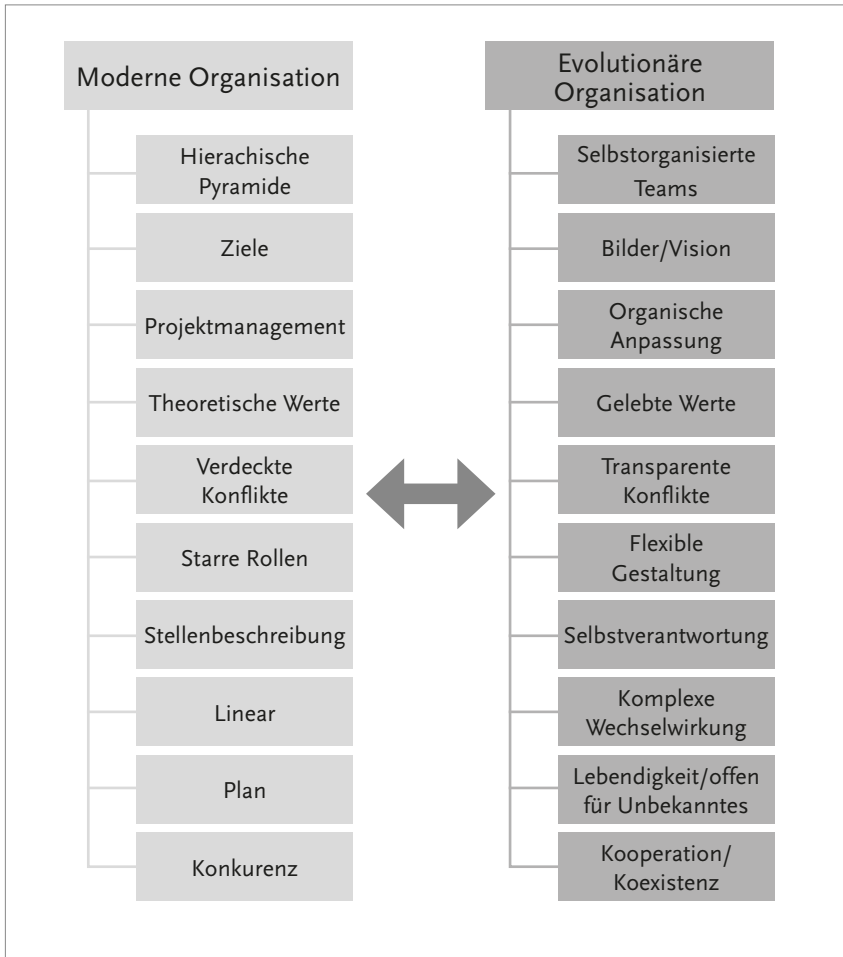 Moderne Organisation
Hierachische
Pyramide
Ziele
Projektmanagement
Theoretische Werte
Verdeckte
Konflikte
Starre Rollen
Stellenbeschreibung
Linear
Plan
Konkurenz
Evolutionäre
Organisation
Selbstorganisierte
Teams
Bilder/Vision
Organische
Anpassung
Gelebte Werte
Transparente
Konflikte
Flexible
Gestaltung
Selbstverantwortung
Komplexe
Wechselwirkung
Lebendigkeit/offen
für Unbekanntes
Kooperation/
Koexistenz